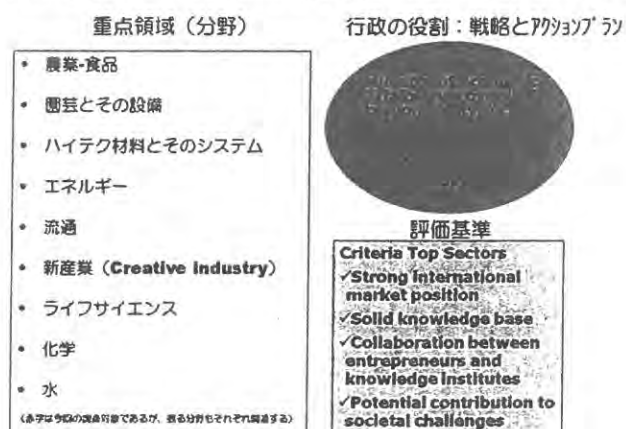 重点領域（分野）
• 農業-食品
• 園芸とその設備
• ハイテク材料とそのシステム
• エネルギー
• 流通
• 新産業（Creative industry）
• ライフサイエンス
• 化学
• 水
行政の役割：戦略とｱｸｼｮﾝﾌﾟﾗﾝ
評価基準
Criteria Top Sectors
✓Strong international
market position
✓Solid knowledge base
✓Collaboration between
entrepreneurs and
knowledge institutes
✓Potential contribution to
societal challenges